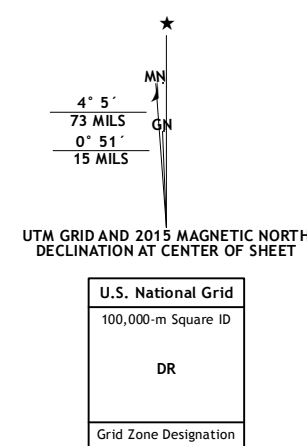 ★
MN
4° 5´
73 MILS
GN
0° 51´
15 MILS
UTM GRID AND 2015 MAGNETIC NORTH
DECLINATION AT CENTER OF SHEET
U.S. National Grid
100,000-m Square ID
DR
Grid Zone Designation